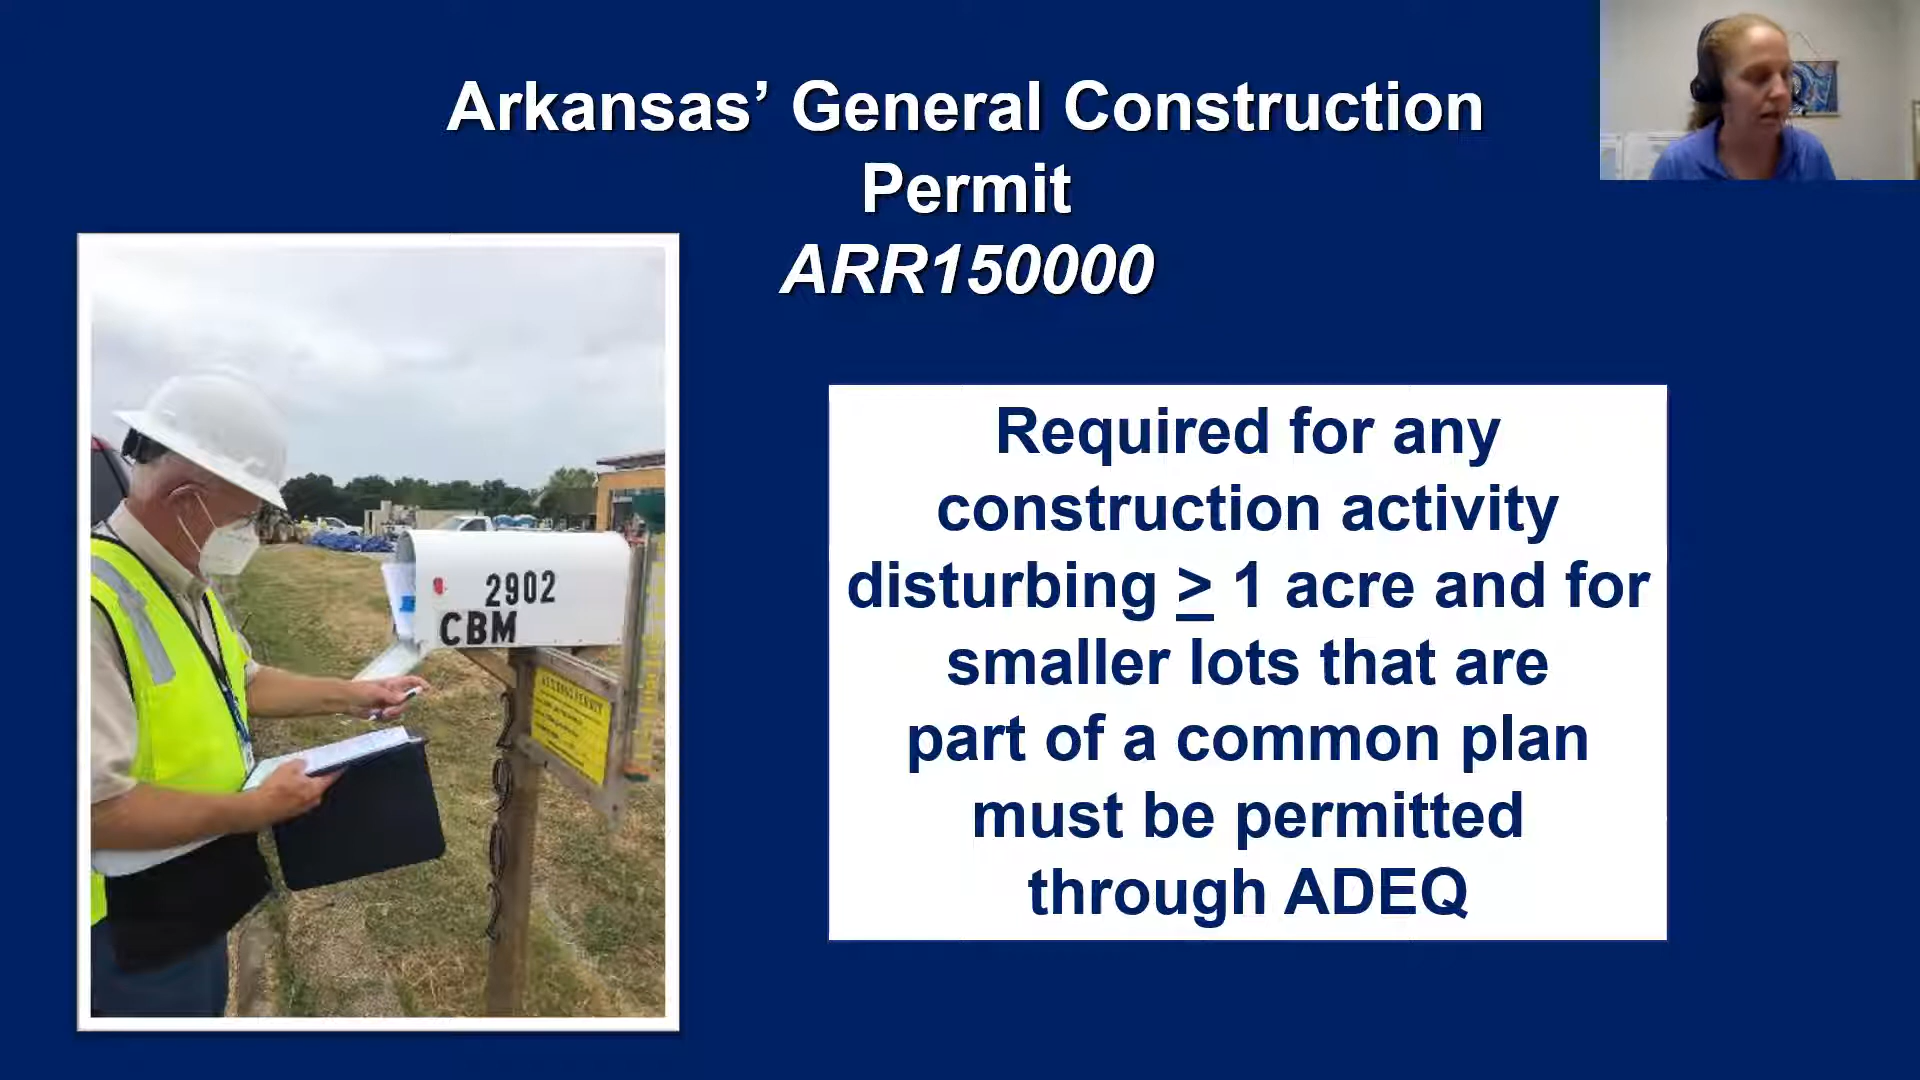 Arkansas’ General Construction
Permit
ARR150000
Required for any
construction activity
disturbing ≥ 1 acre and for
smaller lots that are
part of a common plan
must be permitted
through ADEQ
2902
CBM
2902